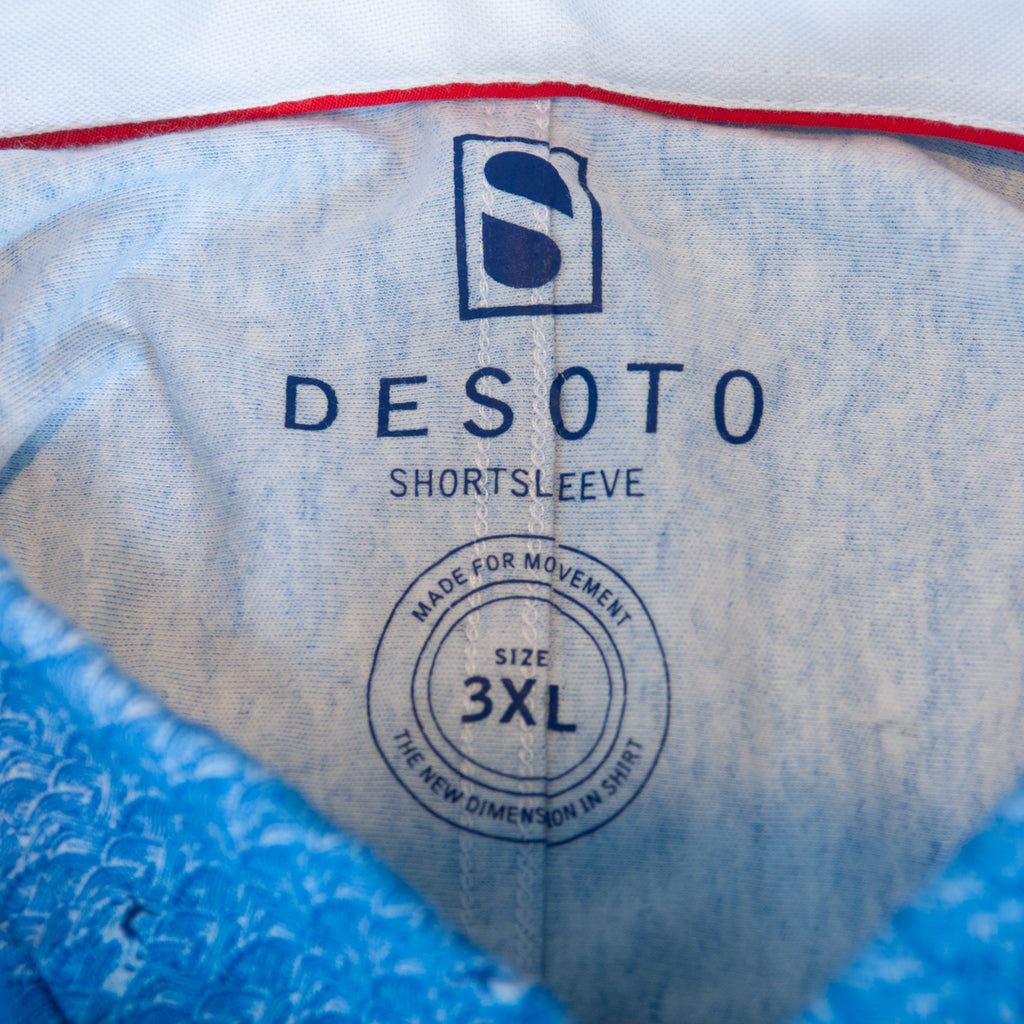 DESOTO
SHORTSLEEVE
MADE FOR MOVEMENT
SIZE
3XL
THE NEW DIMENSION IN SHIRT